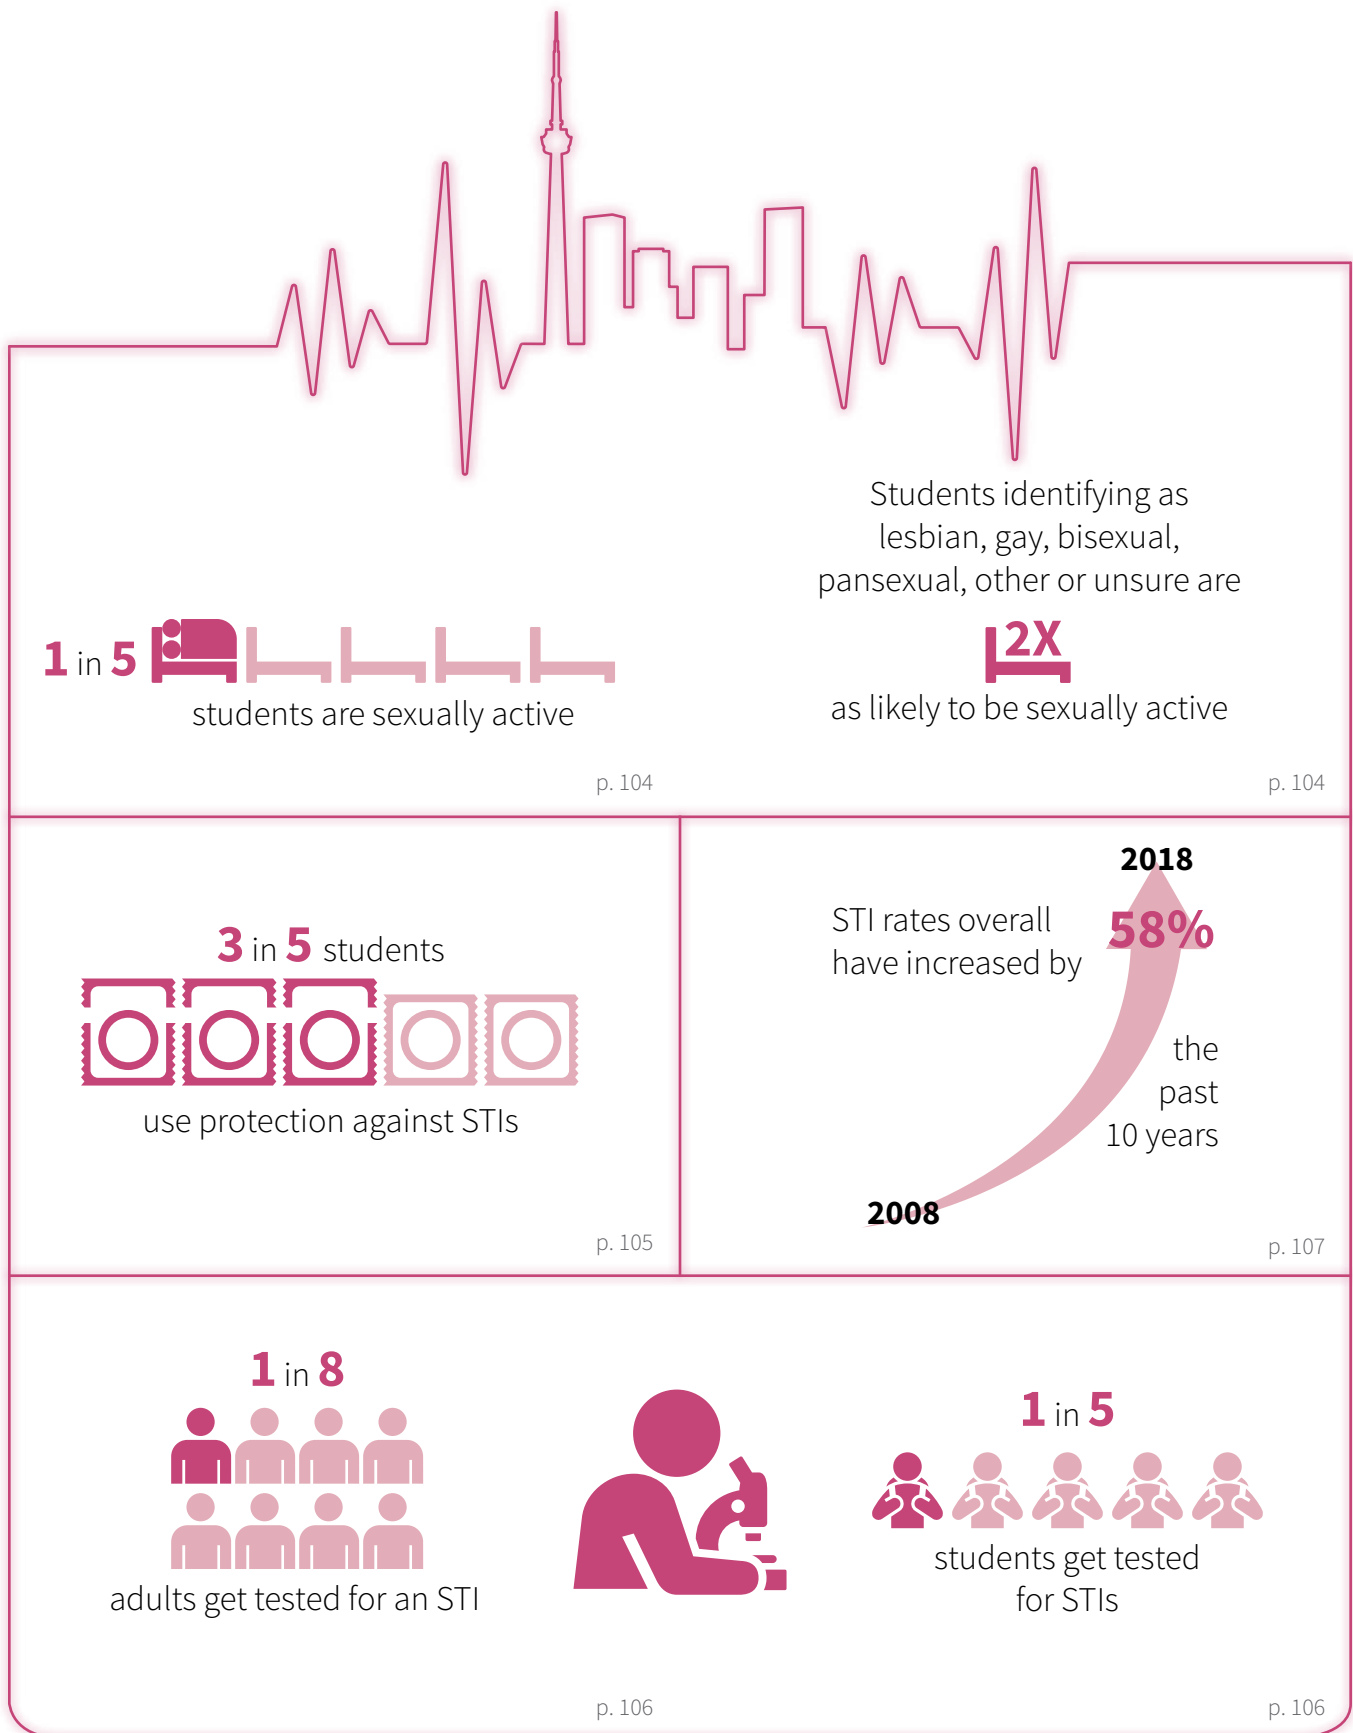 1 in 5
students are sexually active
p. 104
Students identifying as
lesbian, gay, bisexual,
pansexual, other or unsure are
2X
as likely to be sexually active
p. 104
3 in 5 students
use protection against STIs
p. 105
2018
STI rates overall
58%
have increased by
the
past
10 years
2008
p. 107
1 in 8
adults get tested for an STI
p. 106
1 in 5
students get tested
for STIs
p. 106